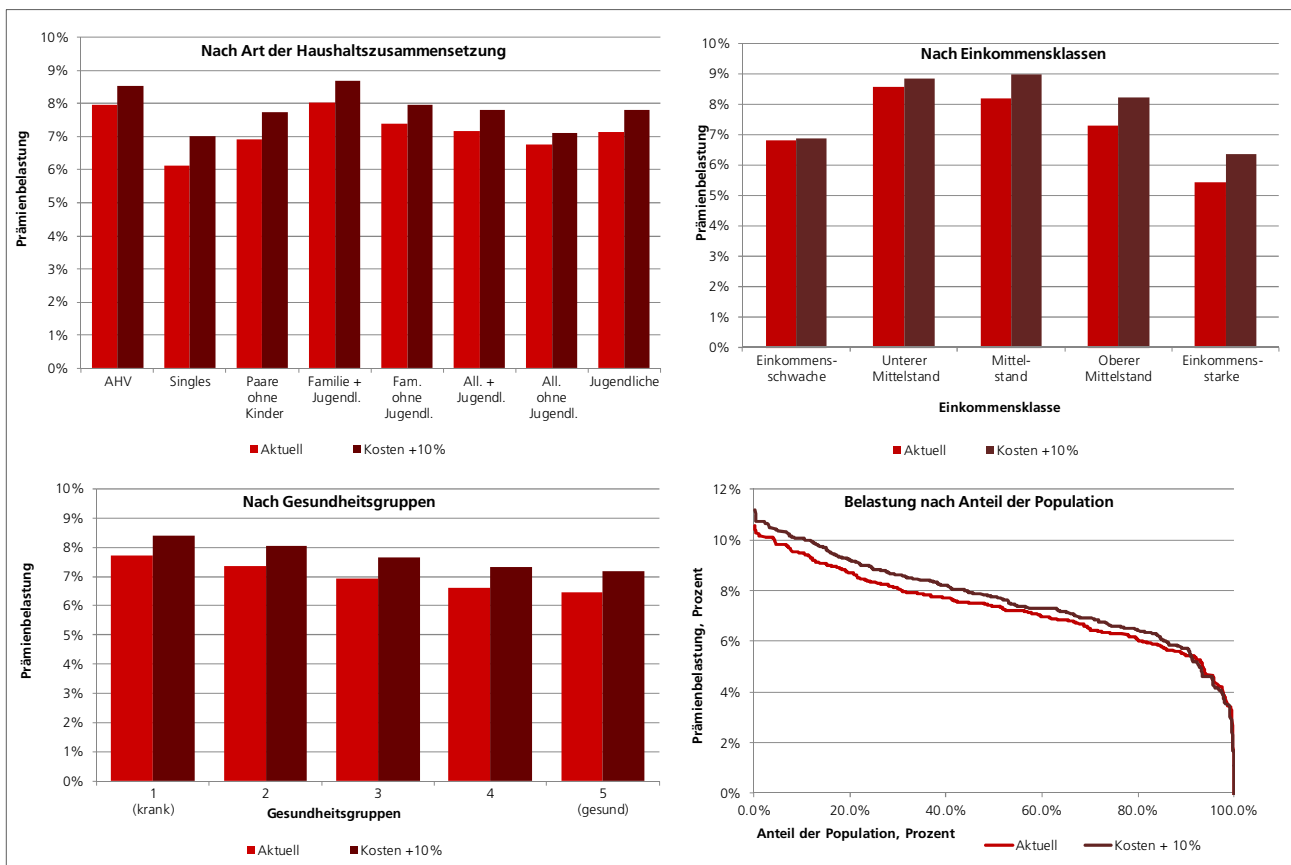 Nach Art der Haushaltszusammensetzung
Prämienbelastung
10%
9%
8%
7%
6%
5%
4%
3%
2%
1%
0%
AHV Singles Paare Familie + Fam. All. + All. Jugendliche
ohne Jugendl. ohne Jugendl. ohne
Kinder Jugendl. Jugendl.
Aktuell Kosten +10%
Nach Einkommensklassen
Prämienbelastung
10%
9%
8%
7%
6%
5%
4%
3%
2%
1%
0%
Einkommens- Unterer Mittel- Oberer Einkommens-
schwache Mittelstand stand Mittelstand starke
Einkommensklasse
Aktuell Kosten +10%
Nach Gesundheitsgruppen
Prämienbelastung
10%
9%
8%
7%
6%
5%
4%
3%
2%
1%
0%
1 2 3 4 5
(krank) Gesundheitsgruppen (gesund)
Aktuell Kosten +10%
Belastung nach Anteil der Population
Prämienbelastung, Prozent
12%
10%
8%
6%
4%
2%
0%
0.0% 20.0% 40.0% 60.0% 80.0% 100.0%
Anteil der Population, Prozent
Aktuell Kosten + 10%